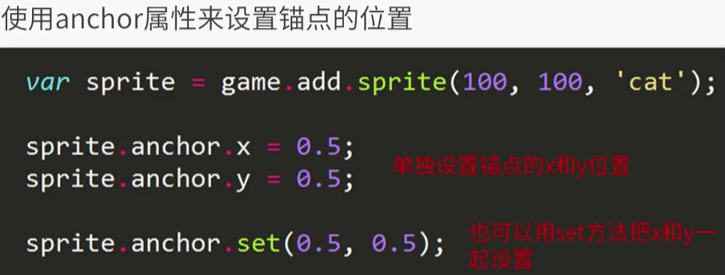 使用anchor属性来设置锚点的位置
var sprite = game.add.sprite(100, 100, 'cat');
sprite.anchor.x = 0.5;
单独设置锚点的x和y位置
sprite.anchor.y = 0.5;
sprite.anchor.set(0.5, 0.5);
也可以用set方法把x和y一
起设置